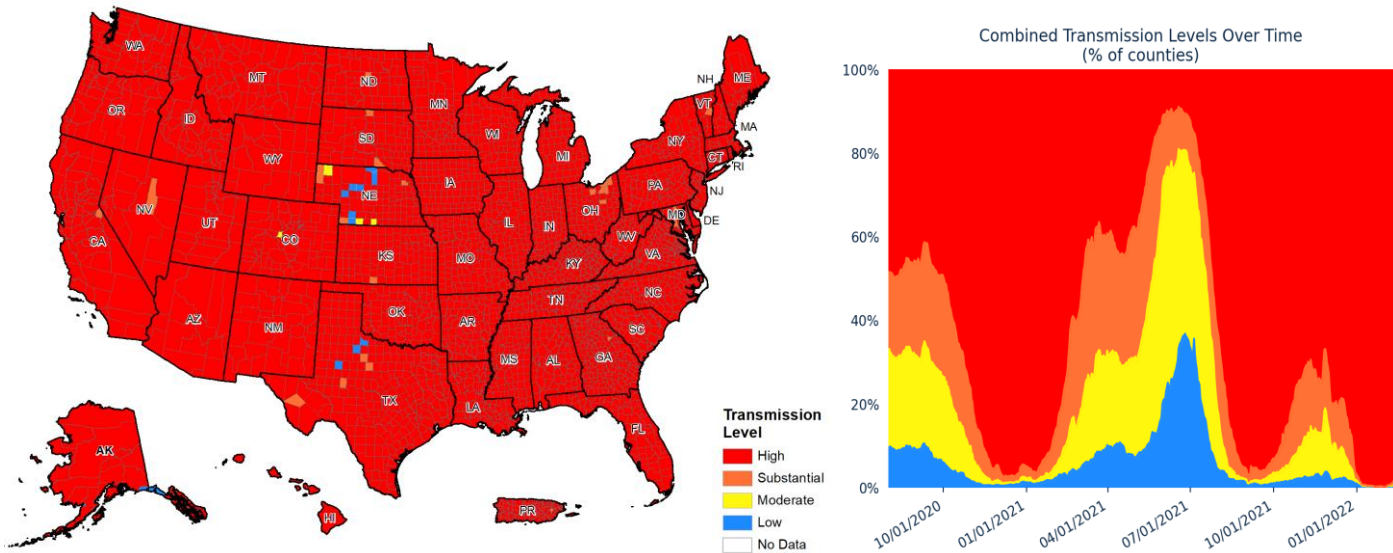 WA
MT
ND
MN
ME
NH
VT
OR
ID
SD
WI
NY
MA
WY
MI
CT
RI
NE
IA
PA
NJ
NV
OH
MD
DE
UT
CO
IL
IN
CA
WV
KS
MO
VA
KY
NC
TN
AZ
NM
OK
AR
SC
MS
AL
GA
TX
LA
FL
AK
HI
PR
Transmission
Level
High
Substantial
Moderate
Low
No Data
Combined Transmission Levels Over Time
(% of counties)
100%
80%
60%
40%
20%
0%
10/01/2020
01/01/2021
04/01/2021
07/01/2021
10/01/2021
01/01/2022